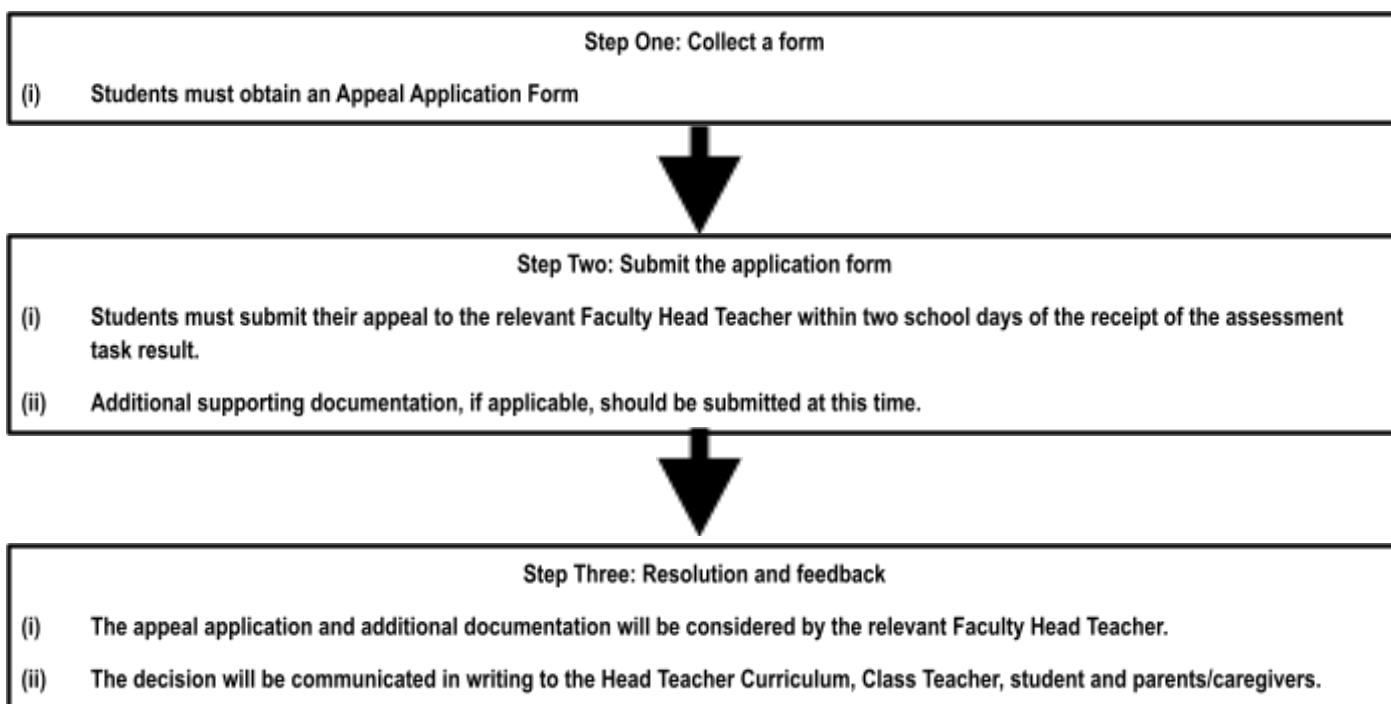 Step One: Collect a form
(i) Students must obtain an Appeal Application Form
Step Two: Submit the application form
(i) Students must submit their appeal to the relevant Faculty Head Teacher within two school days of the receipt of the assessment
task result.
(ii) Additional supporting documentation, if applicable, should be submitted at this time.
Step Three: Resolution and feedback
(i) The appeal application and additional documentation will be considered by the relevant Faculty Head Teacher.
(ii) The decision will be communicated in writing to the Head Teacher Curriculum, Class Teacher, student and parents/caregivers.